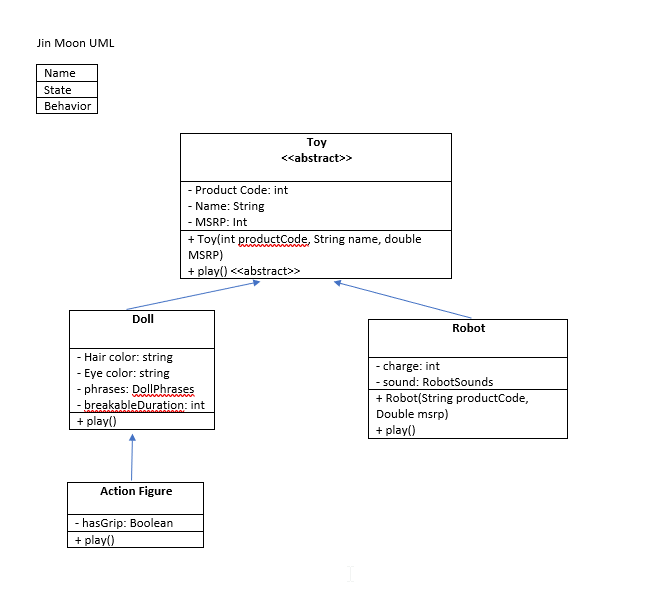 Jin Moon UML
Name
State
Behavior
Toy
<<abstract>>
- Product Code: int
- Name: String
- MSRP: Int
+ Toy(int productCode, String name, double
MSRP)
+ play() <<abstract>>
Doll
- Hair color: string
- Eye color: string
- phrases: DollPhrases
- breakableDuration: int
+ play()
Robot
- charge: int
- sound: RobotSounds
+ Robot(String productCode,
Double msrp)
+ play()
Action Figure
- hasGrip: Boolean
+ play()